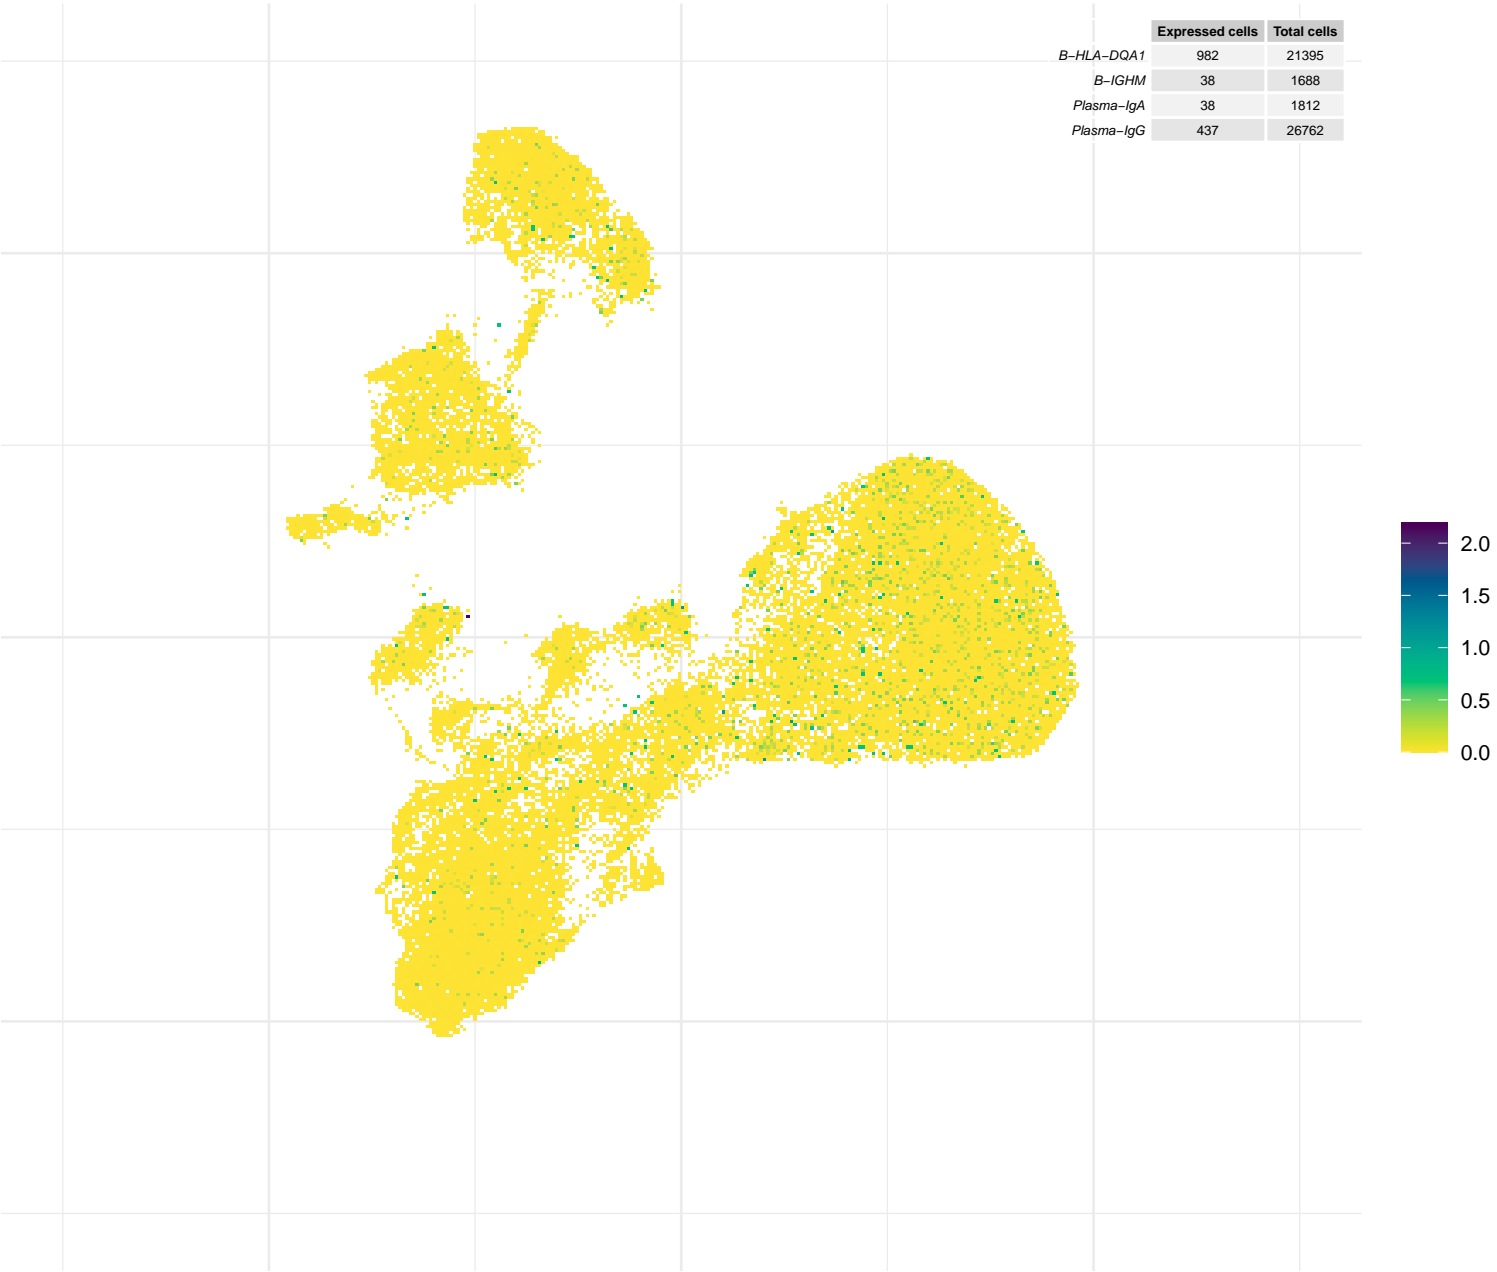 Expressed cells Total cells
B−HLA−DQA1 982 21395
B−IGHM 38 1688
Plasma−IgA 38 1812
Plasma−IgG 437 26762
2.0
1.5
1.0
0.5
0.0